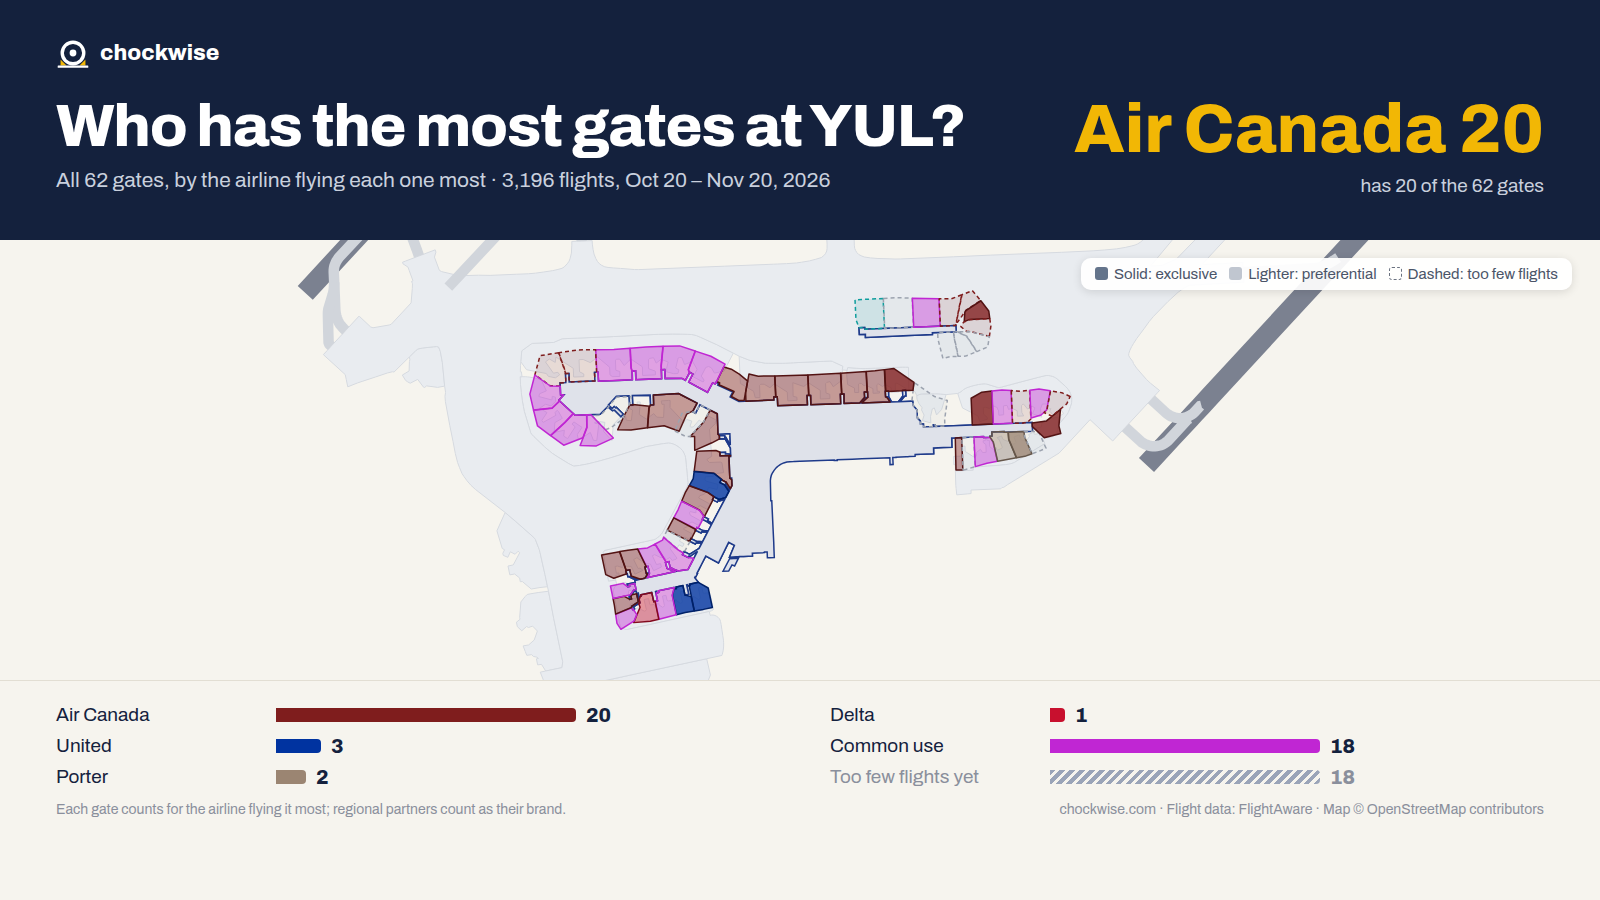 chockwise
Who has the most gates at YUL?
Air Canada 20
All 62 gates, by the airline flying each one most · 3,196 flights, Oct 20 – Nov 20, 2026
has 20 of the 62 gates
Solid: exclusive
Lighter: preferential
Dashed: too few flights
Air Canada 20
United 3
Porter 2
Delta 1
Common use 18
Too few flights yet 18
Each gate counts for the airline flying it most; regional partners count as their brand.
chockwise.com · Flight data: FlightAware · Map © OpenStreetMap contributors